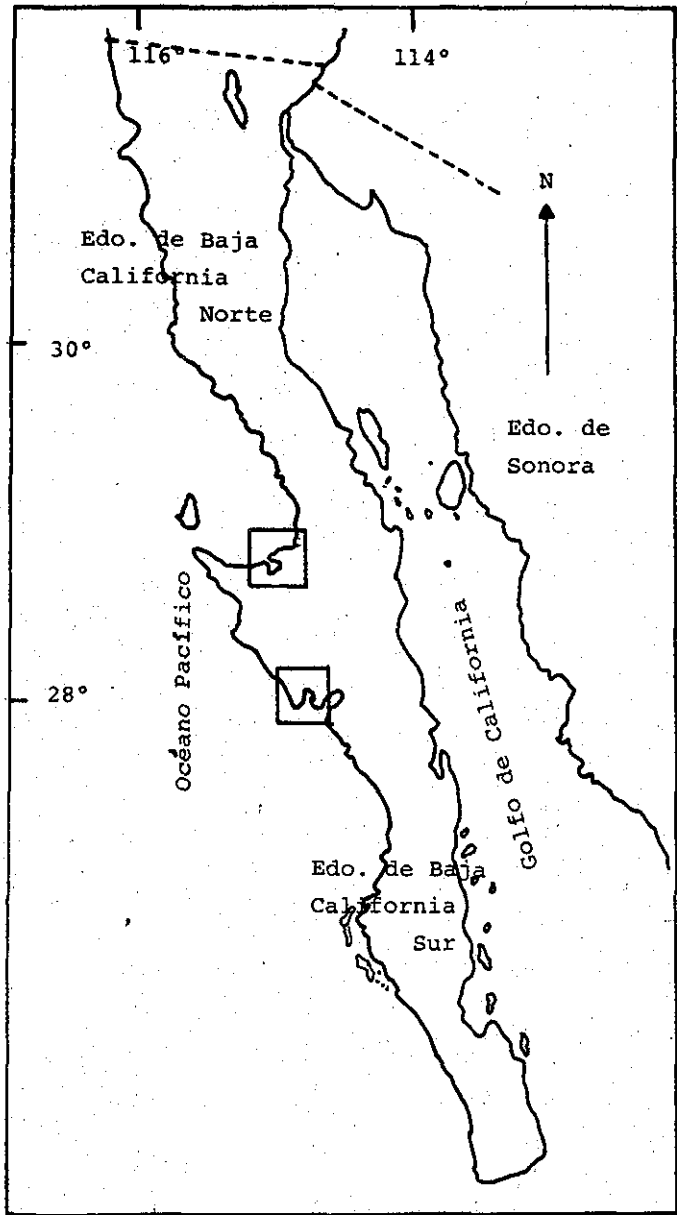 116°
114°
N
Edo. de Baja
California
Norte
30°
Edo. de
Sonora
Océano Pacífico
28°
Golfo de California
Edo. de Baja
California
Sur